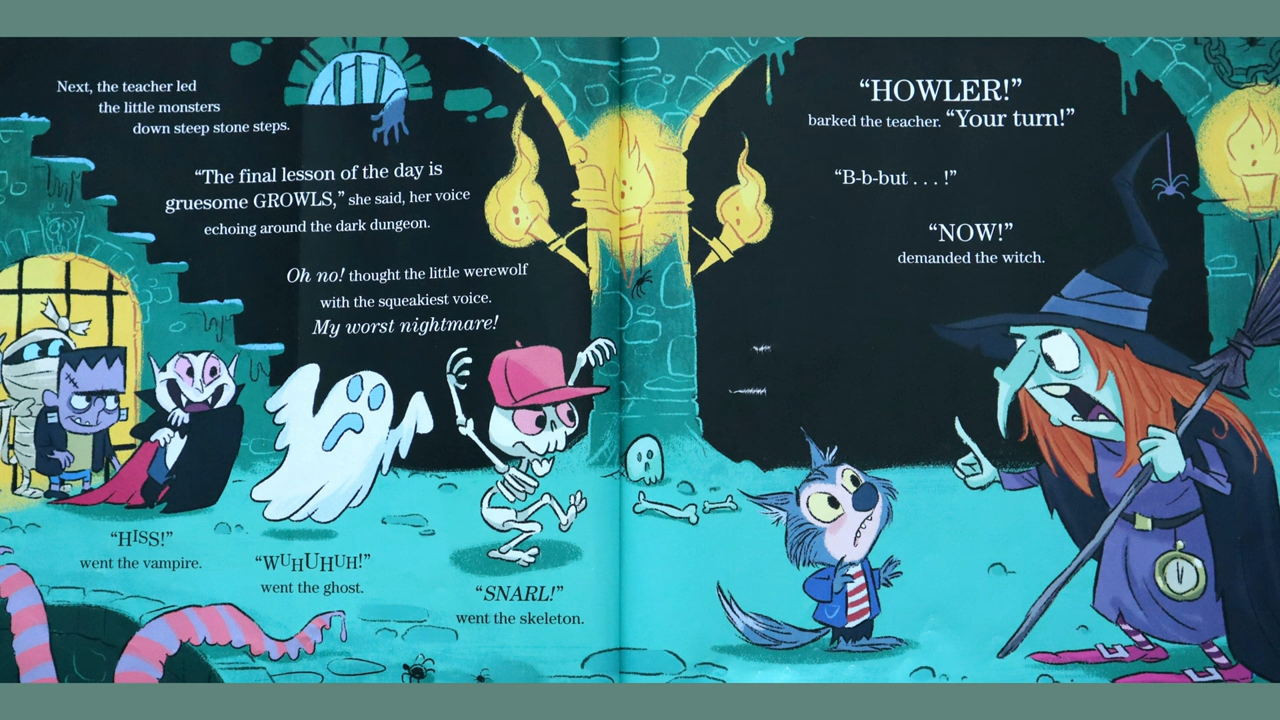 Next, the teacher led
the little monsters
down steep stone steps.
“The final lesson of the day is
gruesome GROWLS,” she said, her voice
echoing around the dark dungeon.
Oh no! thought the little werewolf
with the squeakiest voice.
My worst nightmare!
“HISS!”
went the vampire.
“WUHUHUH!”
went the ghost.
“SNARL!”
went the skeleton.
“HOWLER!”
barked the teacher. “Your turn!”
“B-b-but . . . !”
“NOW!”
demanded the witch.